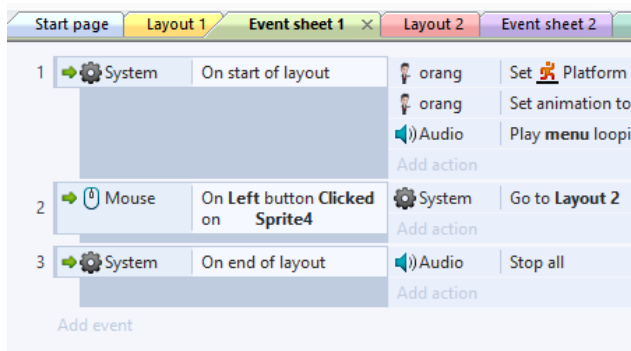 Start page Layout 1 Event sheet 1 Layout 2 Event sheet 2
1 System On start of layout orang Set Platform
orang Set animation to
Audio Play menu loopi
Add action
2 Mouse On Left button Clicked System Go to Layout 2
on Sprite4 Add action
3 System On end of layout Audio Stop all
Add action
Add event